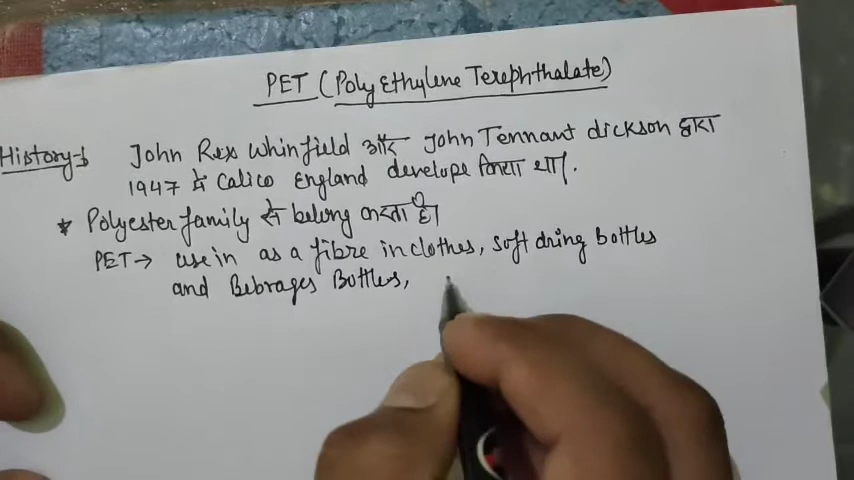 PET (Poly Ethylene Terephthalate)
History→ John Rex Whinfield और John Tennant dickson द्वारा
1947 में Calico England develope किया था।
* Polyester family से belong करता है।
PET → use in as a fibre in clothes, soft dring bottles
and Bebrages Bottles,